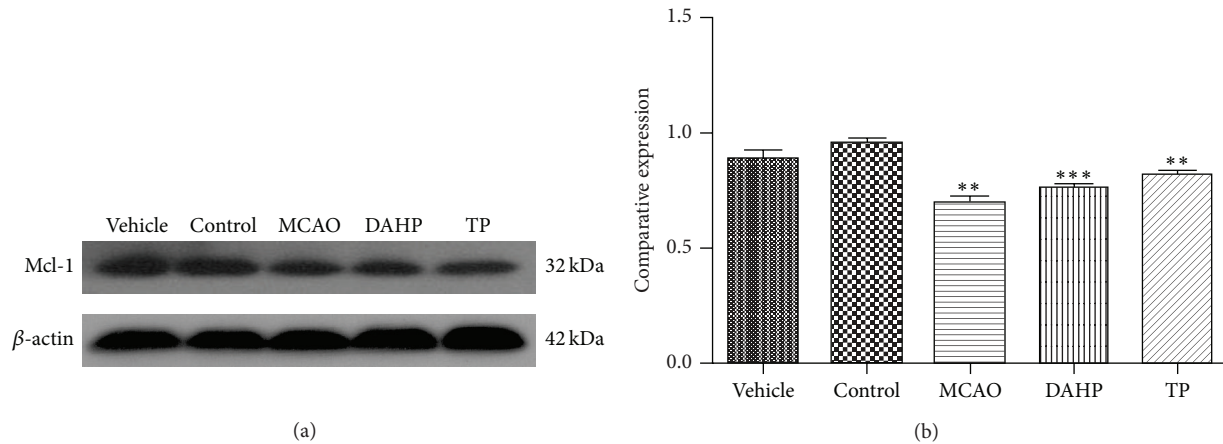 Vehicle Control MCAO DAHP TP
Mcl-1 32 kDa
β-actin 42 kDa
(a)
1.5
1.0
0.5
0.0
Comparative expression
** *** **
Vehicle Control MCAO DAHP TP
(b)